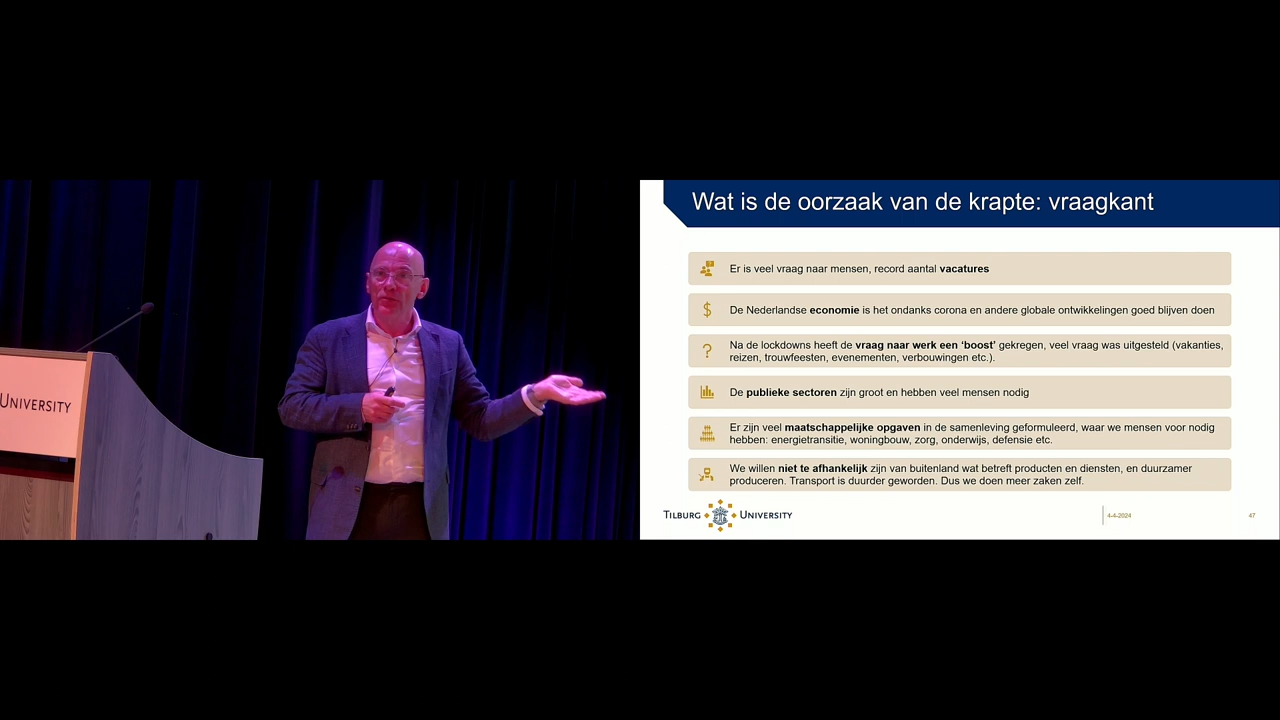 UNIVERSITY
Wat is de oorzaak van de krapte: vraagkant
Er is veel vraag naar mensen, record aantal vacatures
De Nederlandse economie is het ondanks corona en andere globale ontwikkelingen goed blijven doen
Na de lockdowns heeft de vraag naar werk een ‘boost’ gekregen, veel vraag was uitgesteld (vakanties,
reizen, trouwfeesten, evenementen, verbouwingen etc.).
De publieke sectoren zijn groot en hebben veel mensen nodig
Er zijn veel maatschappelijke opgaven in de samenleving geformuleerd, waar we mensen voor nodig
hebben: energietransitie, woningbouw, zorg, onderwijs, defensie etc.
We willen niet te afhankelijk zijn van buitenland wat betreft producten en diensten, en duurzamer
produceren. Transport is duurder geworden. Dus we doen meer zaken zelf.
TILBURG UNIVERSITY
4-4-2024
47